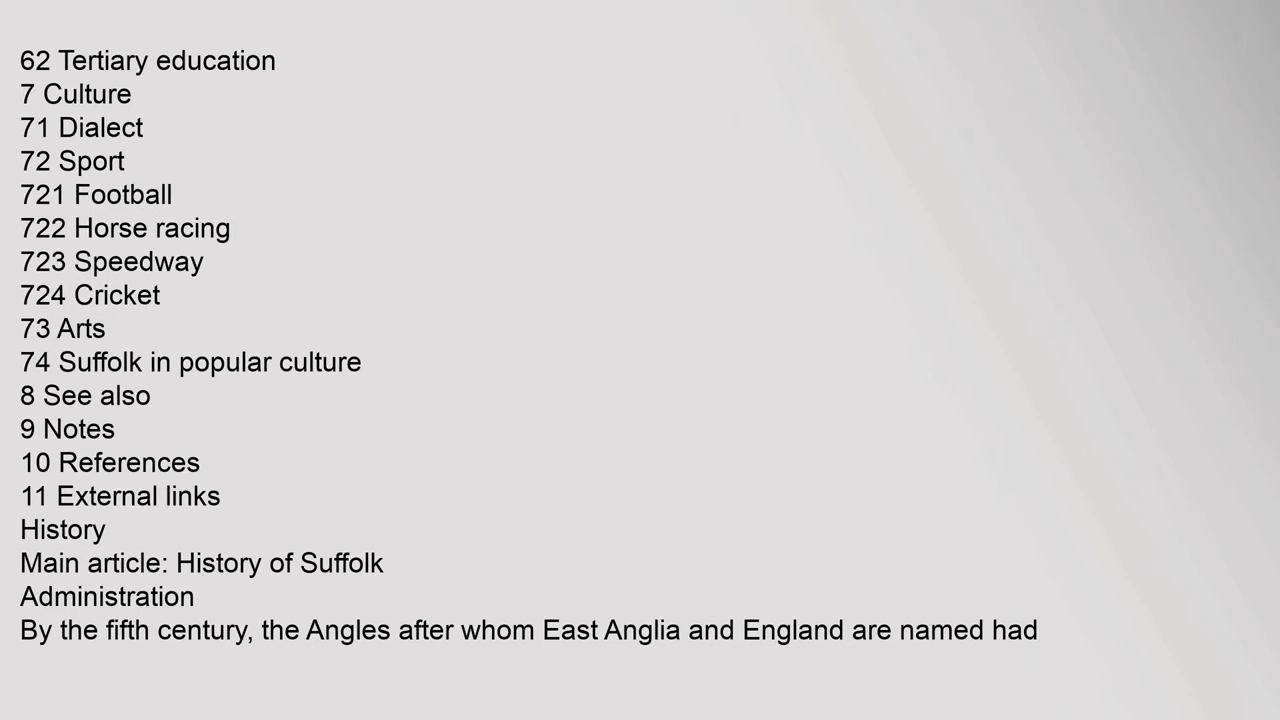 62 Tertiary education
7 Culture
71 Dialect
72 Sport
721 Football
722 Horse racing
723 Speedway
724 Cricket
73 Arts
74 Suffolk in popular culture
8 See also
9 Notes
10 References
11 External links
History
Main article: History of Suffolk
Administration
By the fifth century, the Angles after whom East Anglia and England are named had